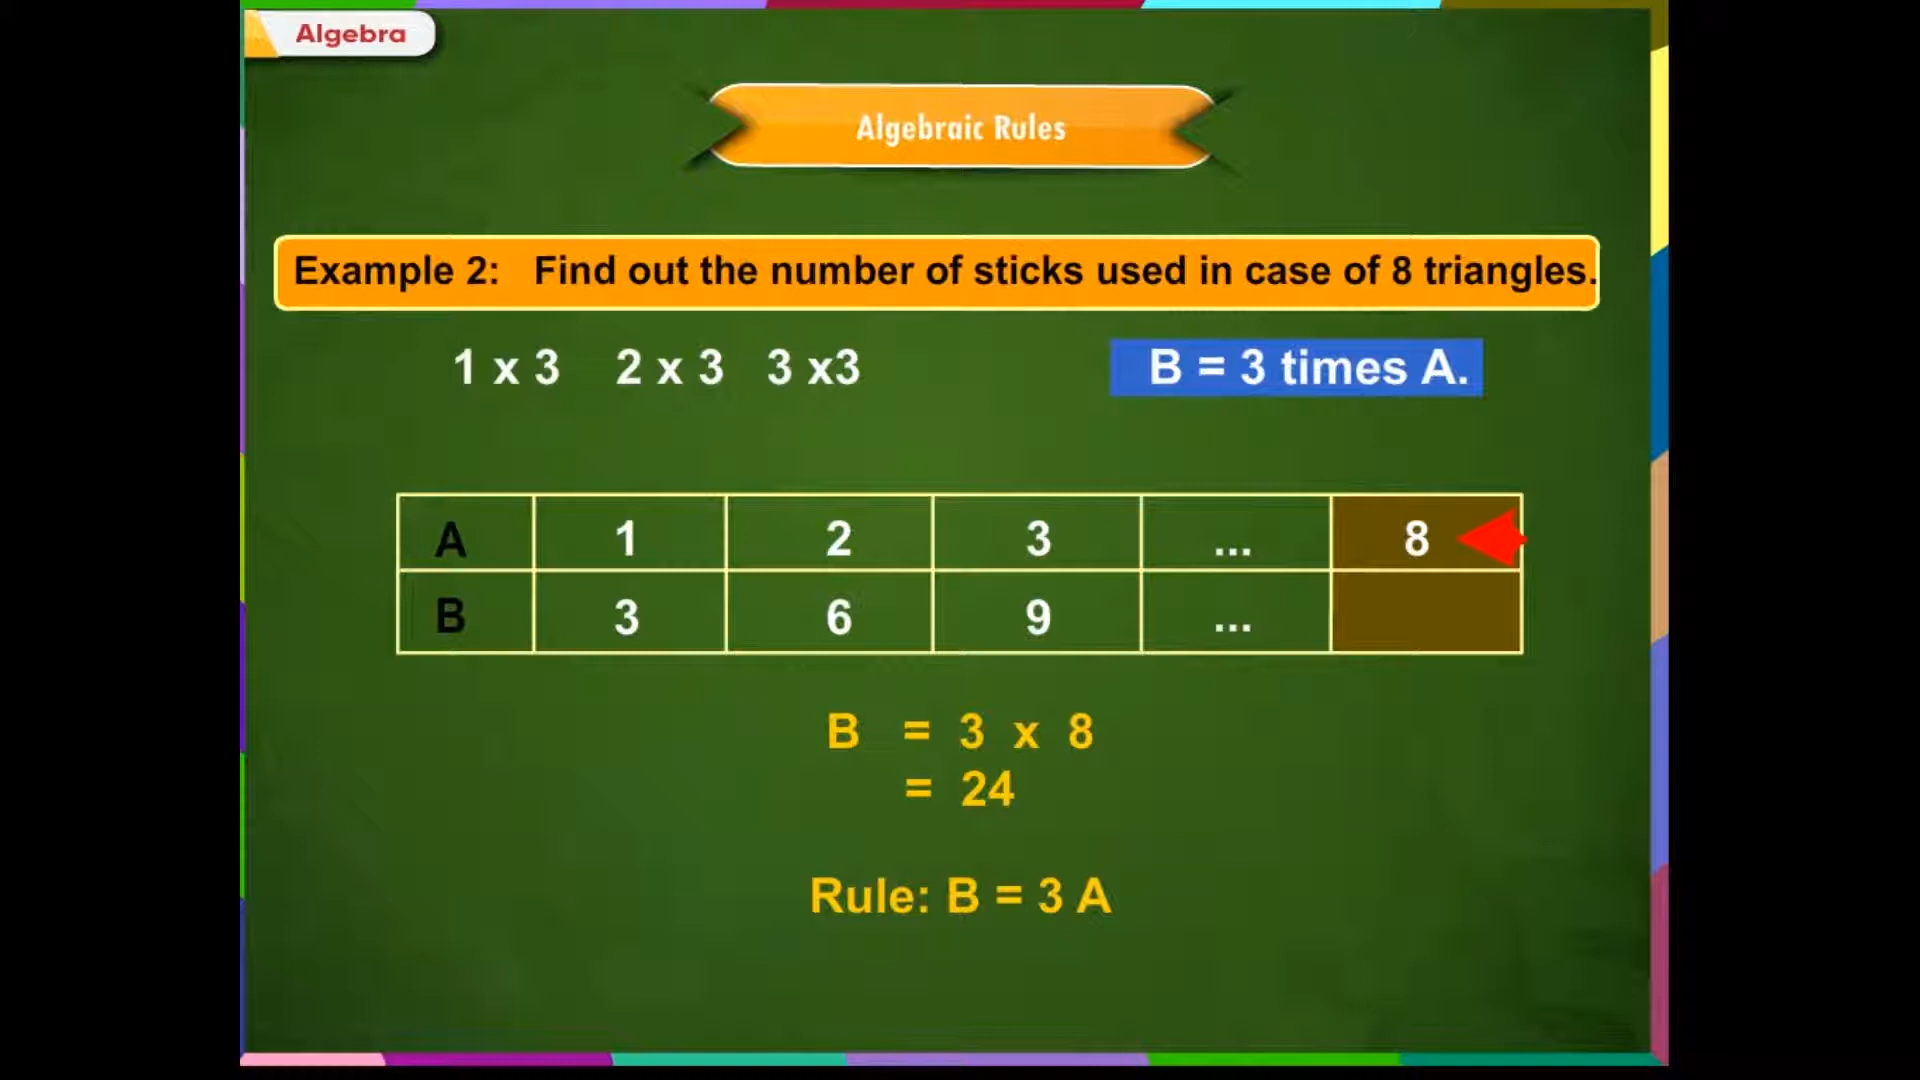 Algebra
Algebraic Rules
Example 2: Find out the number of sticks used in case of 8 triangles.
1 x 3 2 x 3 3 x3
B = 3 times A.
A 1 2 3 ... 8
B 3 6 9 ...
B = 3 x 8
= 24
Rule: B = 3 A